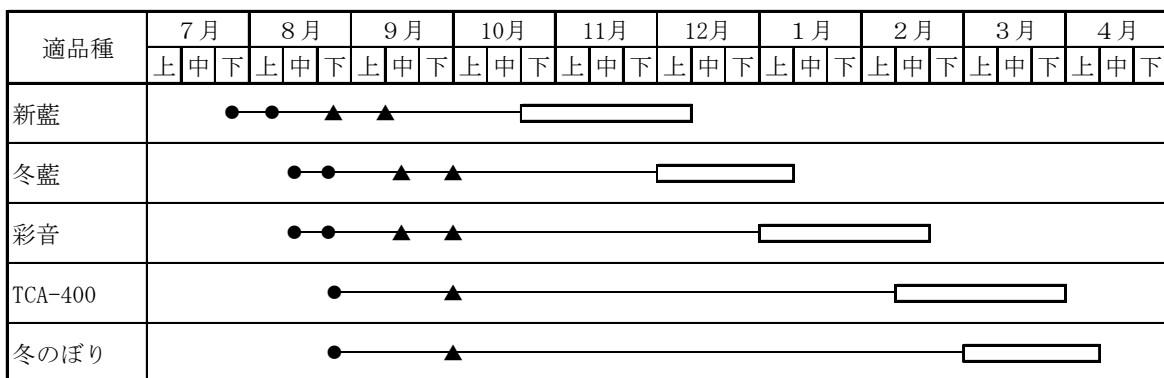 適品種 7月 8月 9月 10月 11月 12月 1月 2月 3月 4月
上 中 下 上 中 下 上 中 下 上 中 下 上 中 下 上 中 下 上 中 下 上 中 下 上 中 下 上 中 下
新藍
冬藍
彩音
TCA-400
冬のぼり